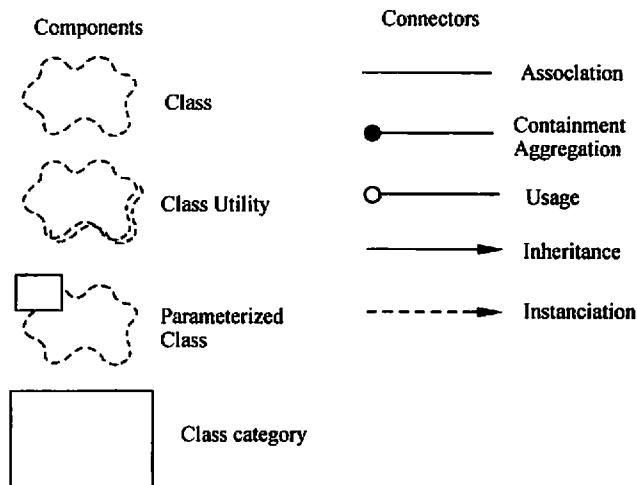 Components
Class
Class Utility
Parameterized
Class
Class category
Connectors
Assoclation
Containment
Aggregation
Usage
Inheritance
Instanciation